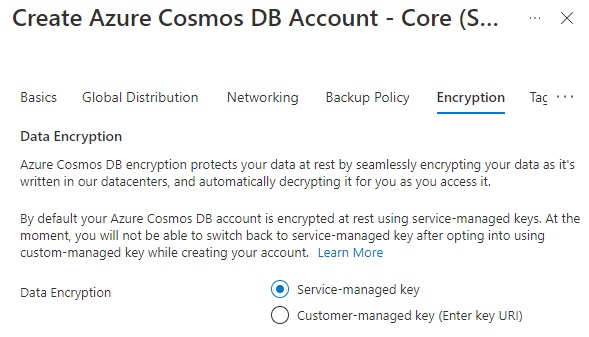 Create Azure Cosmos DB Account - Core (S...
Basics Global Distribution Networking Backup Policy Encryption Tag
Data Encryption
Azure Cosmos DB encryption protects your data at rest by seamlessly encrypting your data as it's
written in our datacenters, and automatically decrypting it for you as you access it.
By default your Azure Cosmos DB account is encrypted at rest using service-managed keys. At the
moment, you will not be able to switch back to service-managed key after opting into using
custom-managed key while creating your account. Learn More
Data Encryption
Service-managed key
Customer-managed key (Enter key URI)